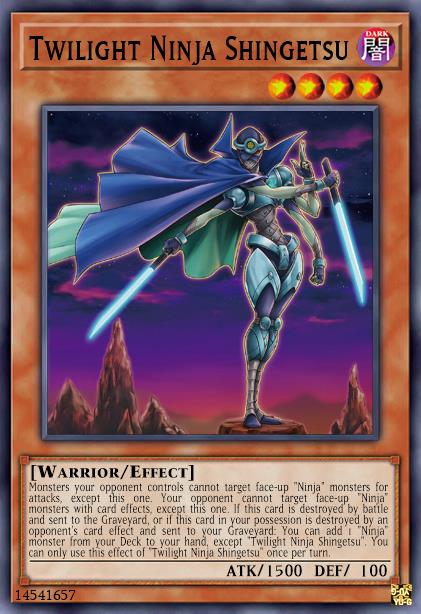 Twilight Ninja Shingetsu
DARK
闇
[Warrior/Effect]
Monsters your opponent controls cannot target face-up "Ninja" monsters for
attacks, except this one. Your opponent cannot target face-up "Ninja"
monsters with card effects, except this one. If this card is destroyed by battle
and sent to the Graveyard, or if this card in your possession is destroyed by an
opponent's card effect and sent to your Graveyard: You can add 1 "Ninja"
monster from your Deck to your hand, except "Twilight Ninja Shingetsu". You
can only use this effect of "Twilight Ninja Shingetsu" once per turn.
ATK/1500 DEF/ 100
14541657